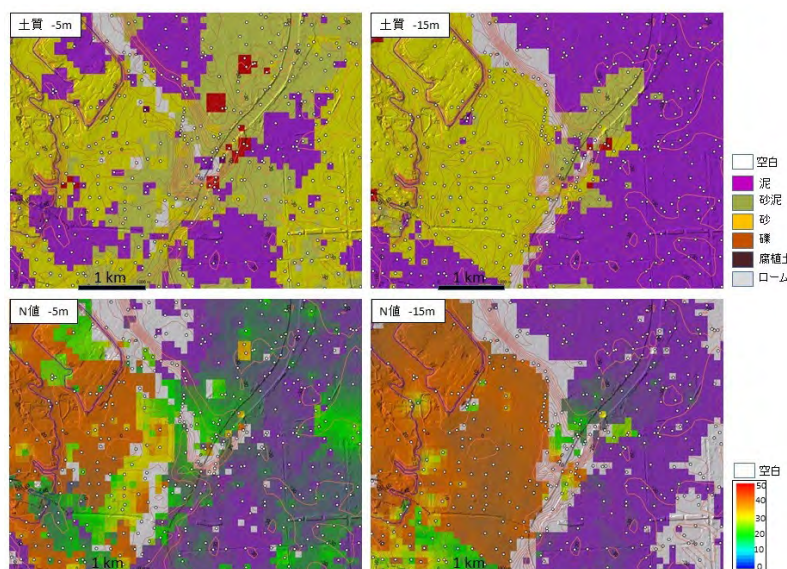 土質 -5m
土質 -15m
1 km
1 km
空白
泥
砂泥
砂
礫
腐植土
ローム
N値 -5m
N値 -15m
1 km
1 km
空白
50
40
30
20
10
0